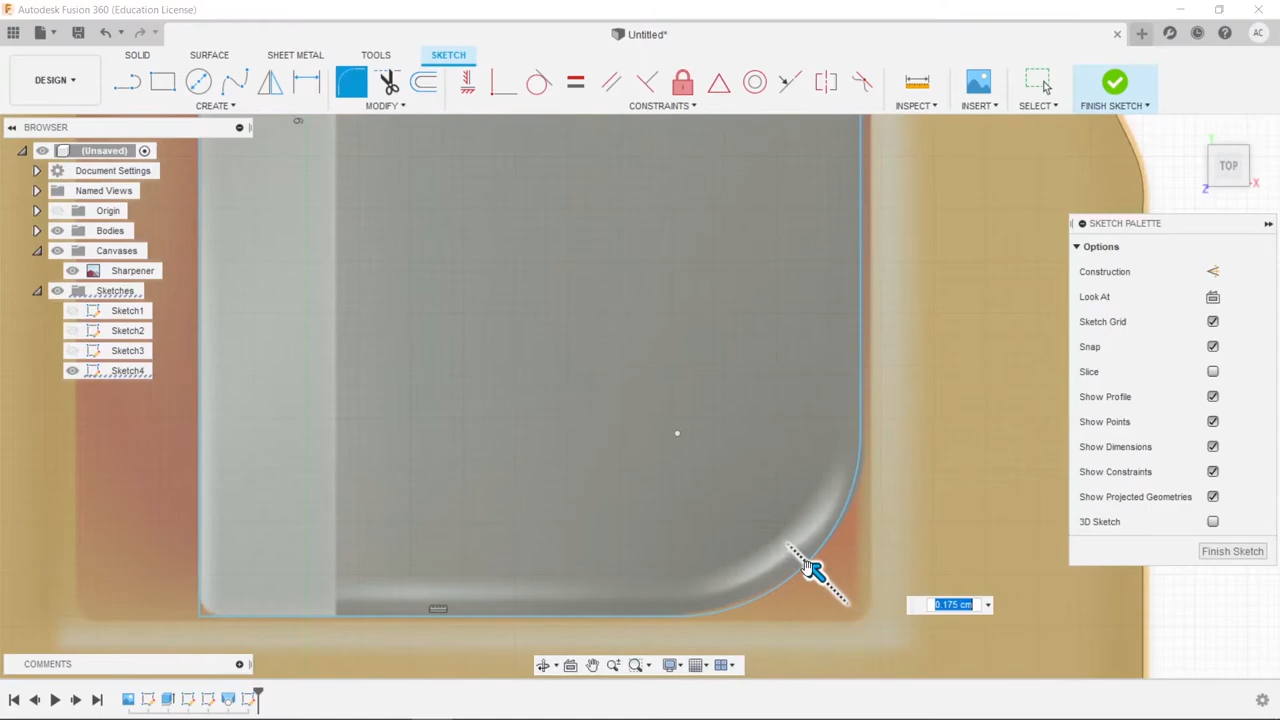 Autodesk Fusion 360 (Education License)
Untitled*
AC
DESIGN
SOLID
SURFACE
SHEET METAL
TOOLS
SKETCH
CREATE
MODIFY
CONSTRAINTS
INSPECT
INSERT
SELECT
FINISH SKETCH
BROWSER
(Unsaved)
Document Settings
Named Views
Origin
Bodies
Canvases
Sharpener
Sketches
Sketch1
Sketch2
Sketch3
Sketch4
TOP
X
Y
Z
SKETCH PALETTE
Options
Construction
Look At
Sketch Grid
Snap
Slice
Show Profile
Show Points
Show Dimensions
Show Constraints
Show Projected Geometries
3D Sketch
Finish Sketch
0.175 cm
COMMENTS